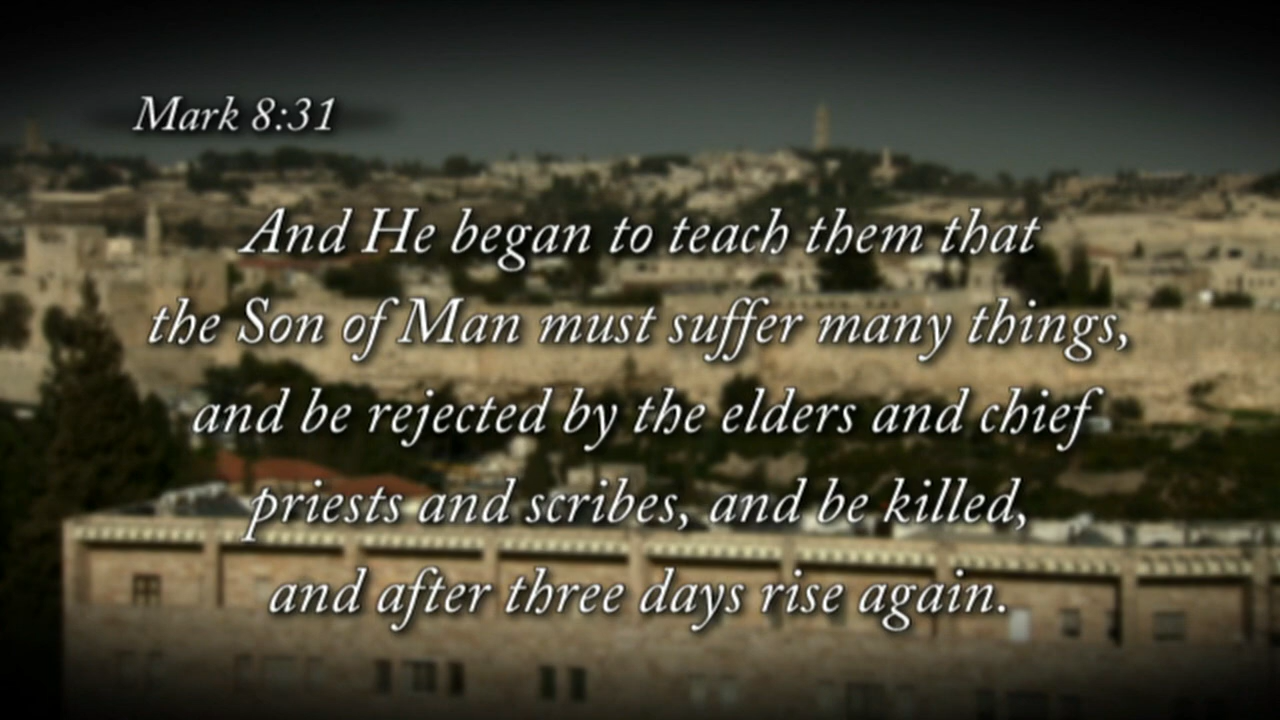 Mark 8:31
And He began to teach them that
the Son of Man must suffer many things,
and be rejected by the elders and chief
priests and scribes, and be killed,
and after three days rise again.